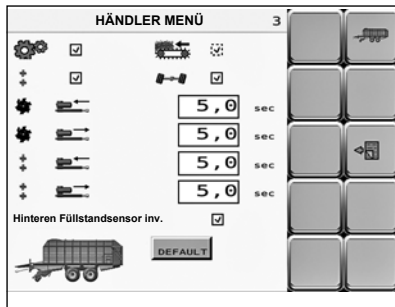 HÄNDLER MENÜ 3
5,0 sec
5,0 sec
5,0 sec
5,0 sec
Hinteren Füllstandsensor inv.
DEFAULT